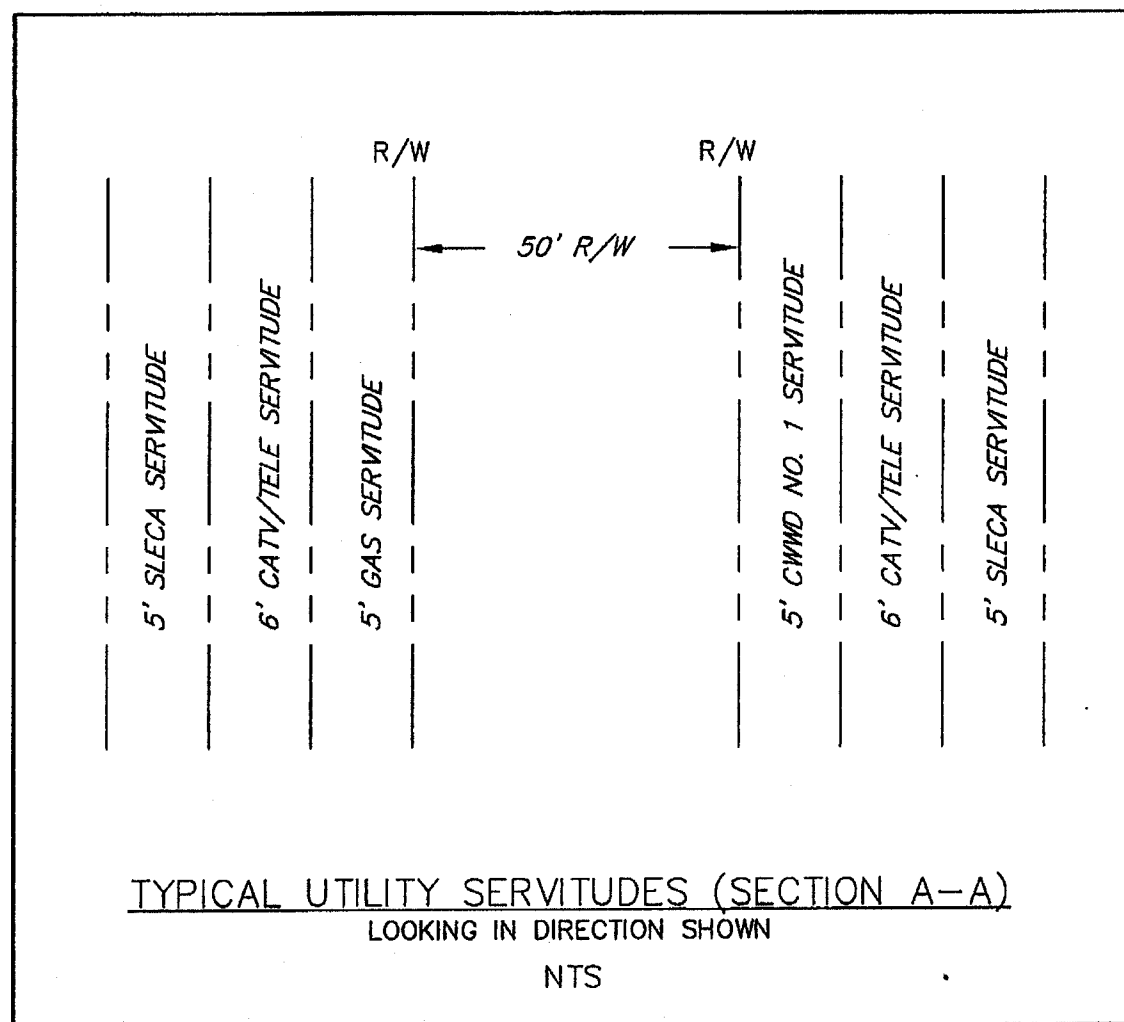 R/W
R/W
50' R/W
5' SLECA SERVITUDE
6' CATV/TELE SERVITUDE
5' GAS SERVITUDE
5' CWWD NO. 1 SERVITUDE
6' CATV/TELE SERVITUDE
5' SLECA SERVITUDE
TYPICAL UTILITY SERVITUDES (SECTION A-A)
LOOKING IN DIRECTION SHOWN
NTS